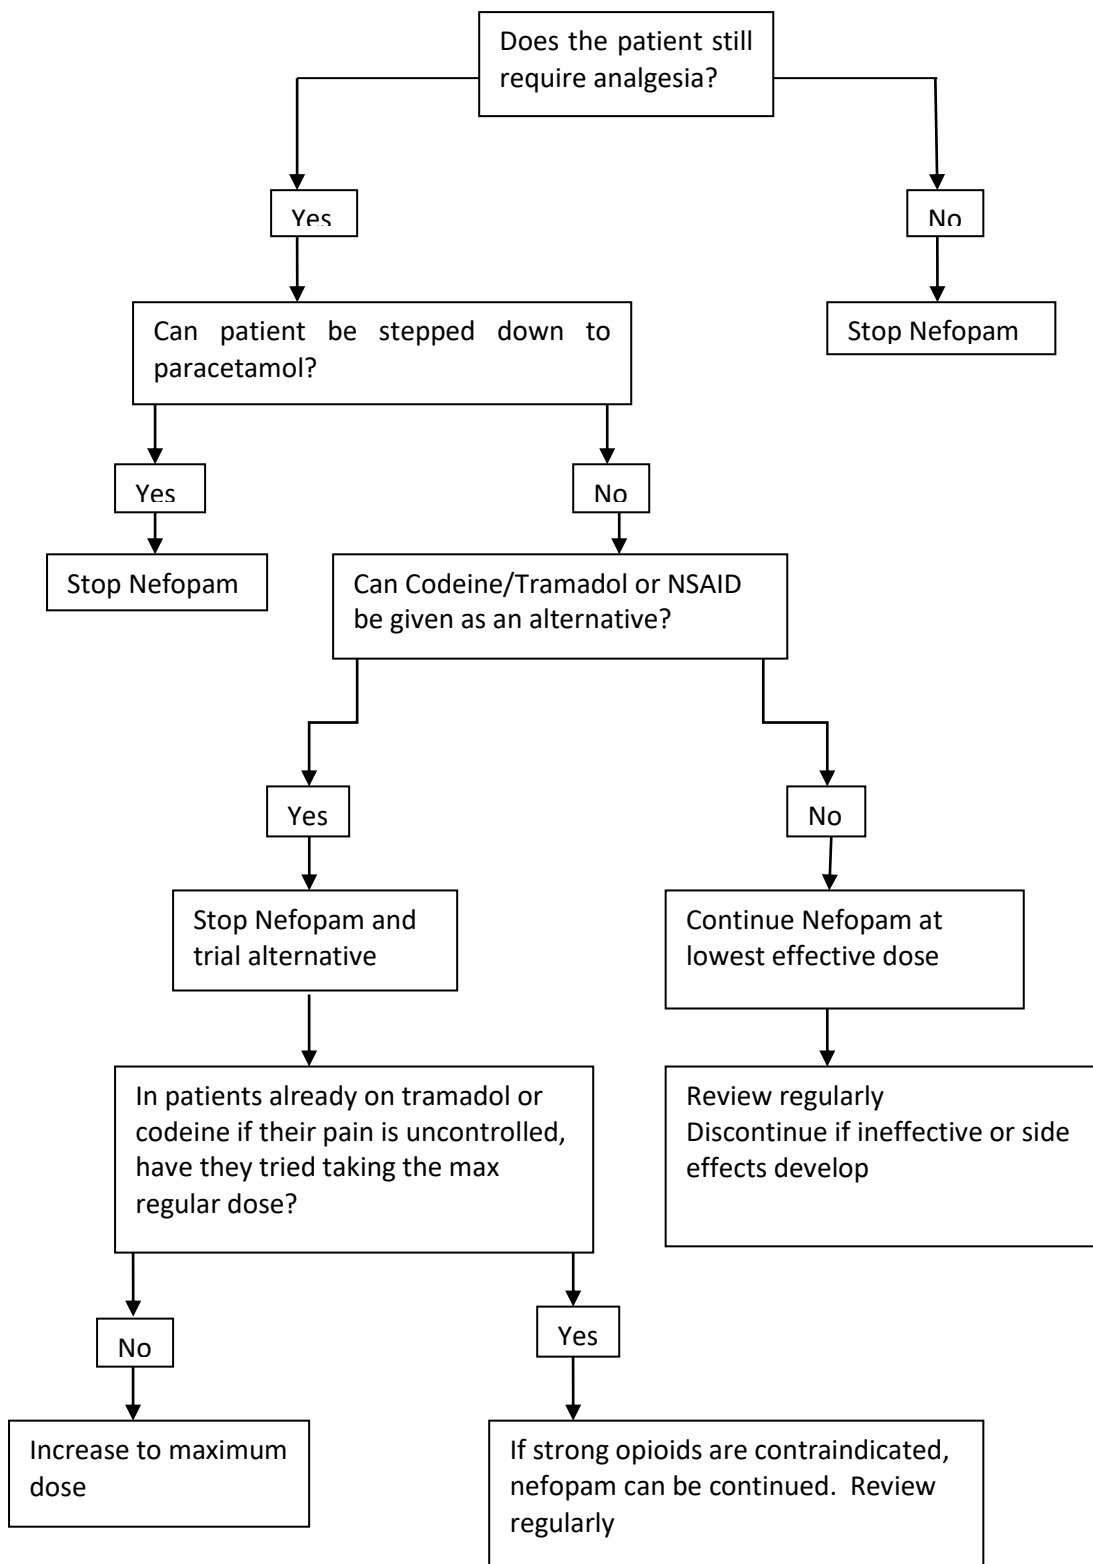 Does the patient still
require analgesia?
Yes
No
Can patient be stepped down to
paracetamol?
Stop Nefopam
Yes
No
Stop Nefopam
Can Codeine/Tramadol or NSAID
be given as an alternative?
Yes
No
Stop Nefopam and
trial alternative
Continue Nefopam at
lowest effective dose
In patients already on tramadol or
codeine if their pain is uncontrolled,
have they tried taking the max
regular dose?
Review regularly
Discontinue if ineffective or side
effects develop
No
Yes
Increase to maximum
dose
If strong opioids are contraindicated,
nefopam can be continued.  Review
regularly